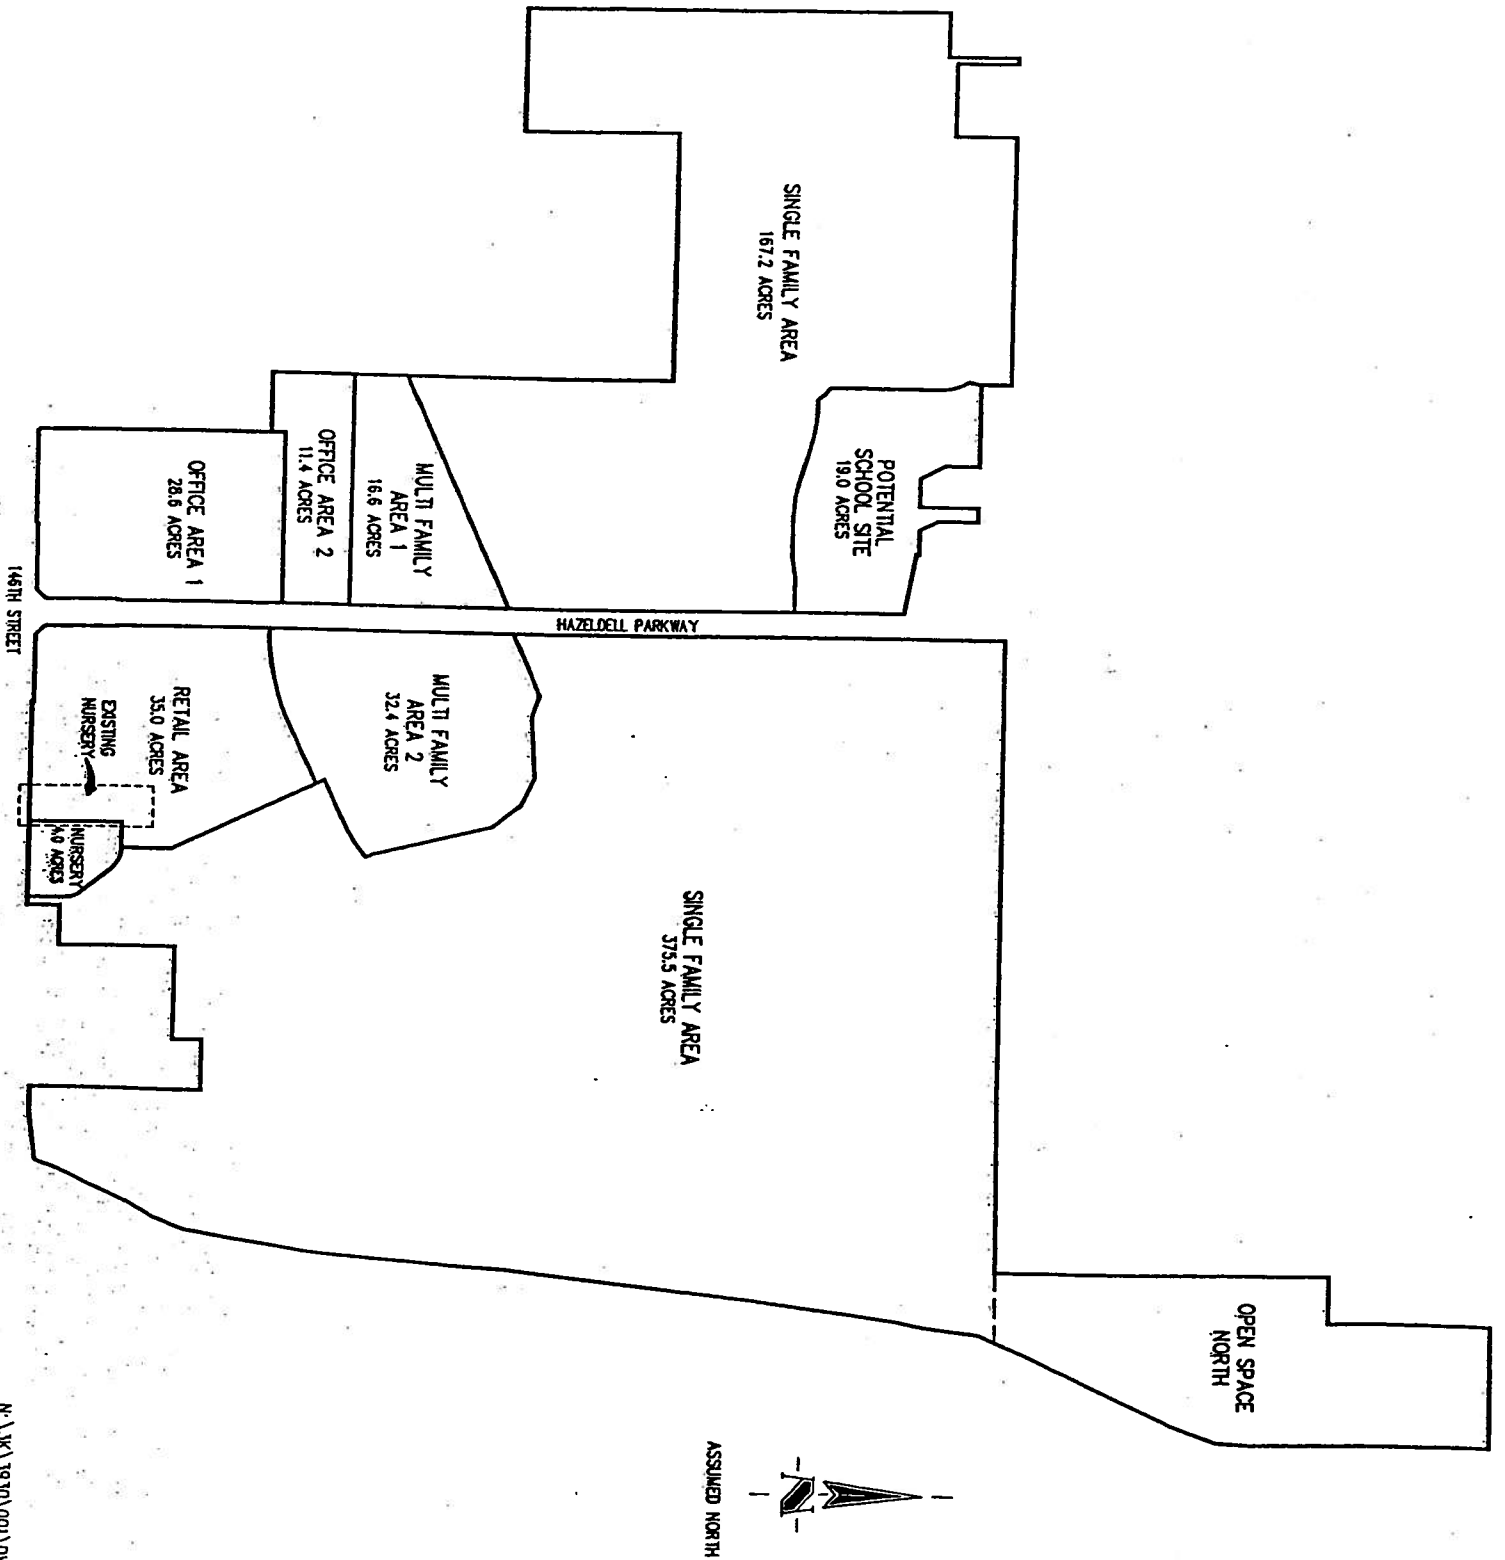 SINGLE FAMILY AREA
167.2 ACRES
POTENTIAL
SCHOOL SITE
19.0 ACRES
MULTI FAMILY
AREA 1
16.6 ACRES
OFFICE AREA 2
11.4 ACRES
OFFICE AREA 1
28.6 ACRES
146TH STREET
HAZELDELL PARKWAY
MULTI FAMILY
AREA 2
32.4 ACRES
RETAIL AREA
35.0 ACRES
EXISTING
NURSERY
NURSERY
ACRES
SINGLE FAMILY AREA
375.5 ACRES
OPEN SPACE
NORTH
ASSUMED NORTH